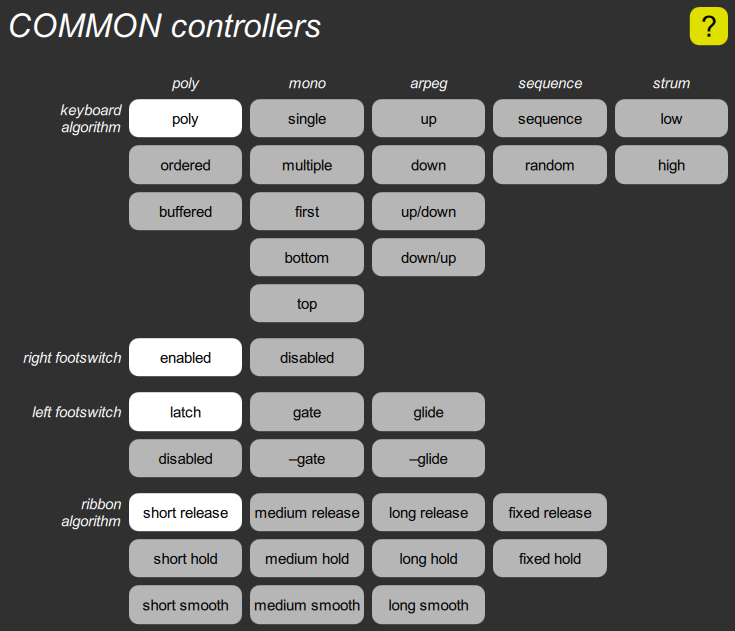 COMMON controllers ?
poly mono arpeg sequence strum
keyboard algorithm poly single up sequence low
ordered multiple down random high
buffered first up/down
bottom down/up
top
right footswitch enabled disabled
left footswitch latch gate glide
disabled –gate –glide
ribbon algorithm short release medium release long release fixed release
short hold medium hold long hold fixed hold
short smooth medium smooth long smooth